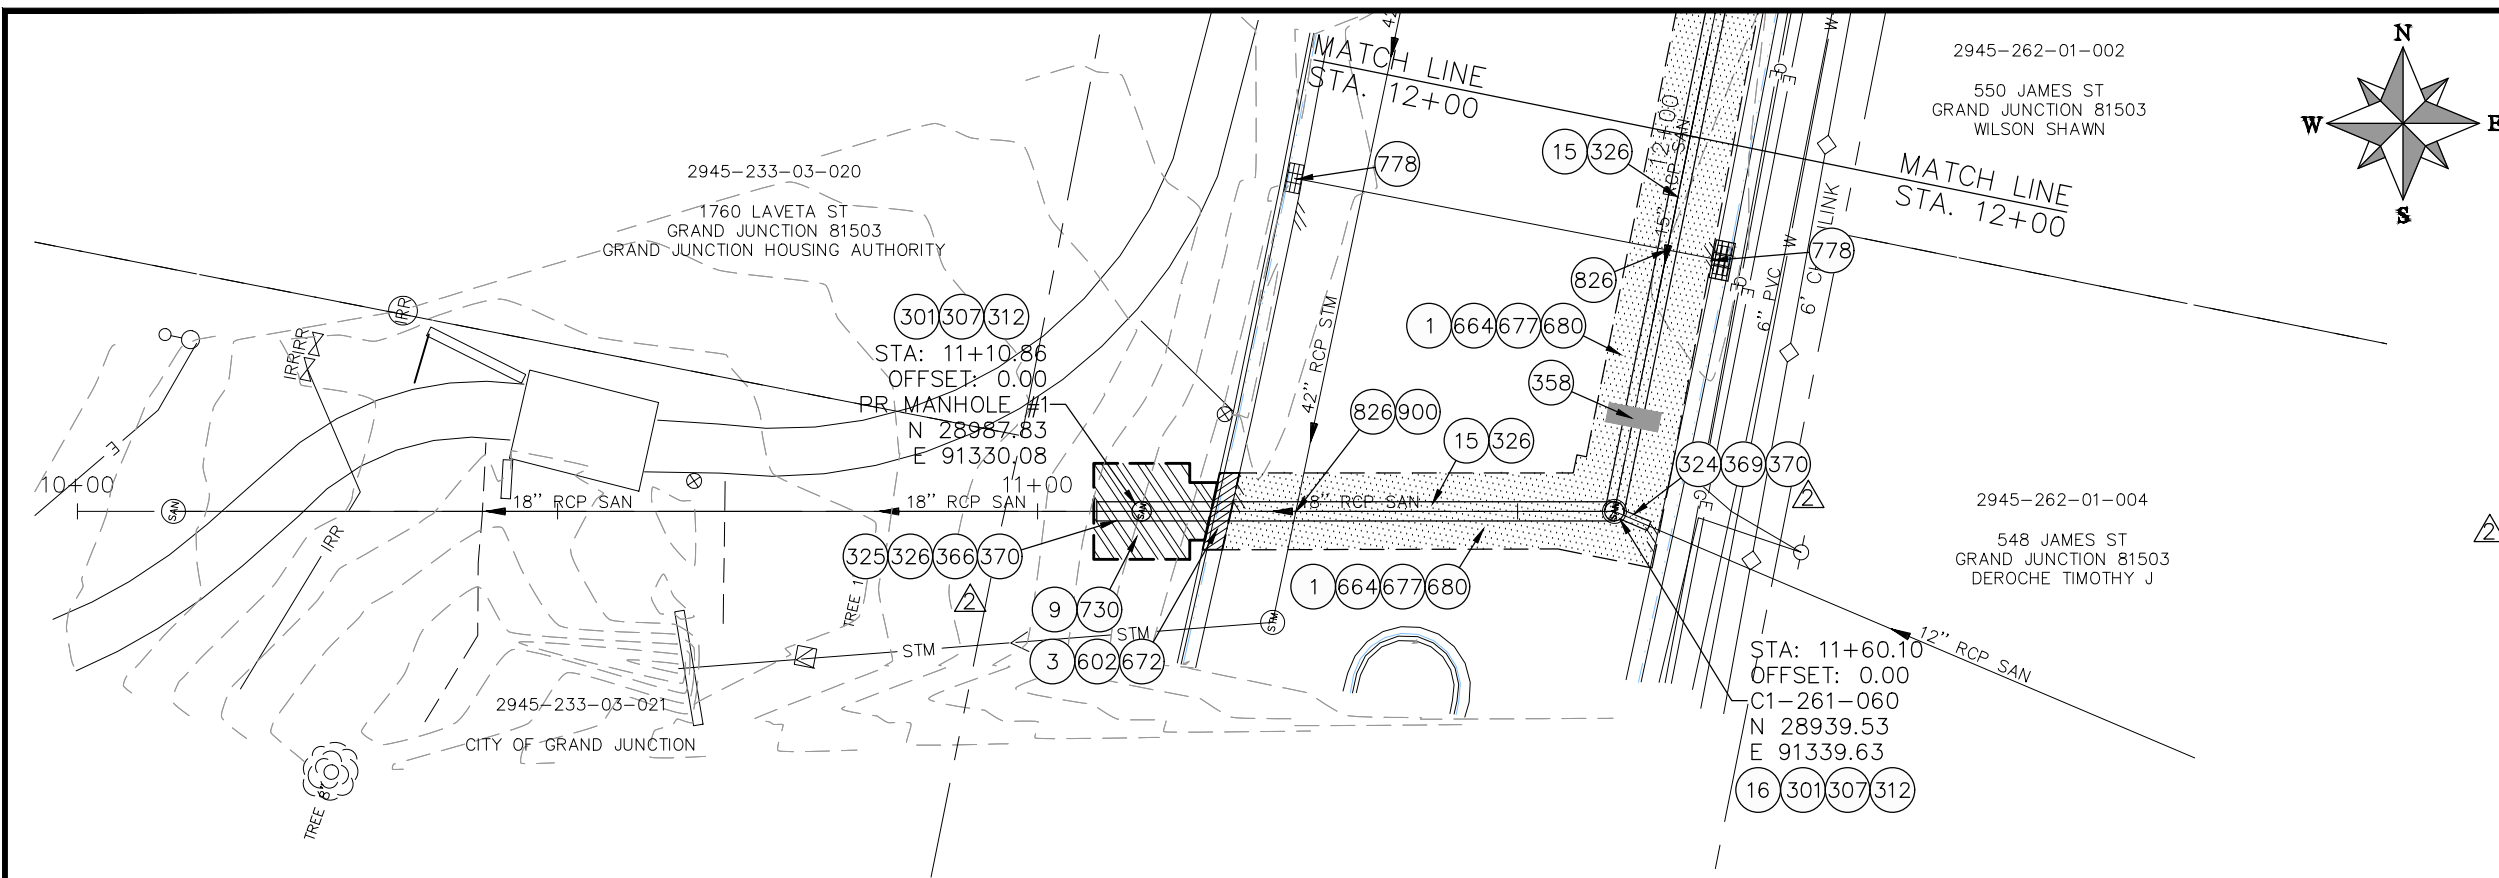 MATCH LINE
STA. 12+00
42" RCP STM
2945-262-01-002
550 JAMES ST
GRAND JUNCTION 81503
WILSON SHAWN
N
W
E
S
2945-233-03-020
1760 LAVETA ST
GRAND JUNCTION 81503
GRAND JUNCTION HOUSING AUTHORITY
778
15 326
12+00
15" RCP SAN
MATCH LINE
STA. 12+00
W
W
E
G
E
G
E
G
E
6" PVC
778
826
IRR
IRR
IRR
IRR
301 307 312
STA: 11+10.86
OFFSET: 0.00
PR MANHOLE #1
N 28987.83
E 91330.08
1 664 677 680
358
826 900
15 326
324 369 370
2
E
10+00
SAN
18" RCP SAN
18" RCP SAN
11+00
SAN
18" RCP SAN
2945-262-01-004
548 JAMES ST
GRAND JUNCTION 81503
DEROCHE TIMOTHY J
2
325 326 366 370
2
9 730
3 602 672
1 664 677 680
STM
STM
STM
TREE 1
12" RCP SAN
STA: 11+60.10
OFFSET: 0.00
C1-261-060
N 28939.53
E 91339.63
16 301 307 312
2945-233-03-021
CITY OF GRAND JUNCTION